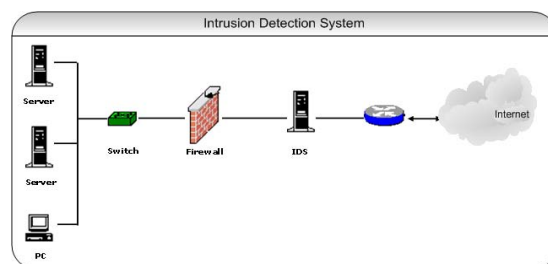 Intrusion Detection System
Server
Switch
Firewall
IDS
Internet
Server
PC